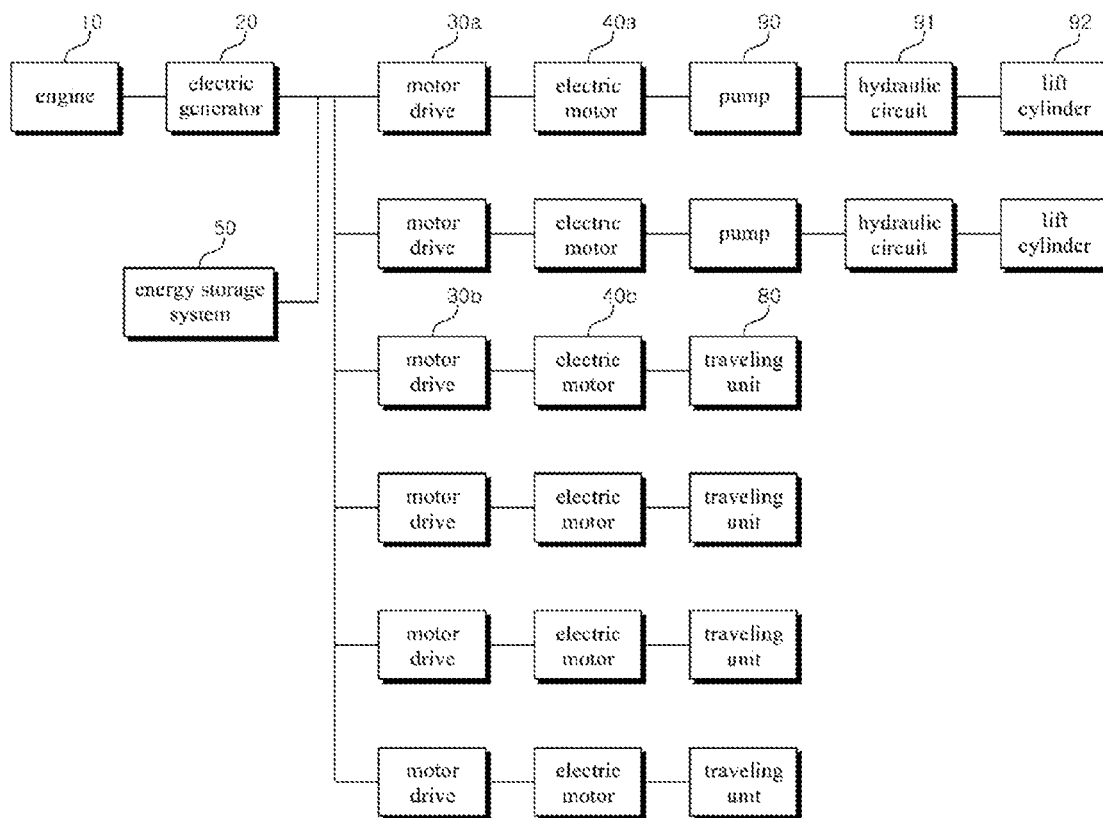 10 20 30a 40a 90 91 92
engine electric generator motor drive electric motor pump hydraulic circuit lift cylinder
motor drive electric motor pump hydraulic circuit lift cylinder
50
energy storage system
30b 40b 80
motor drive electric motor traveling unit
motor drive electric motor traveling unit
motor drive electric motor traveling unit
motor drive electric motor traveling unit